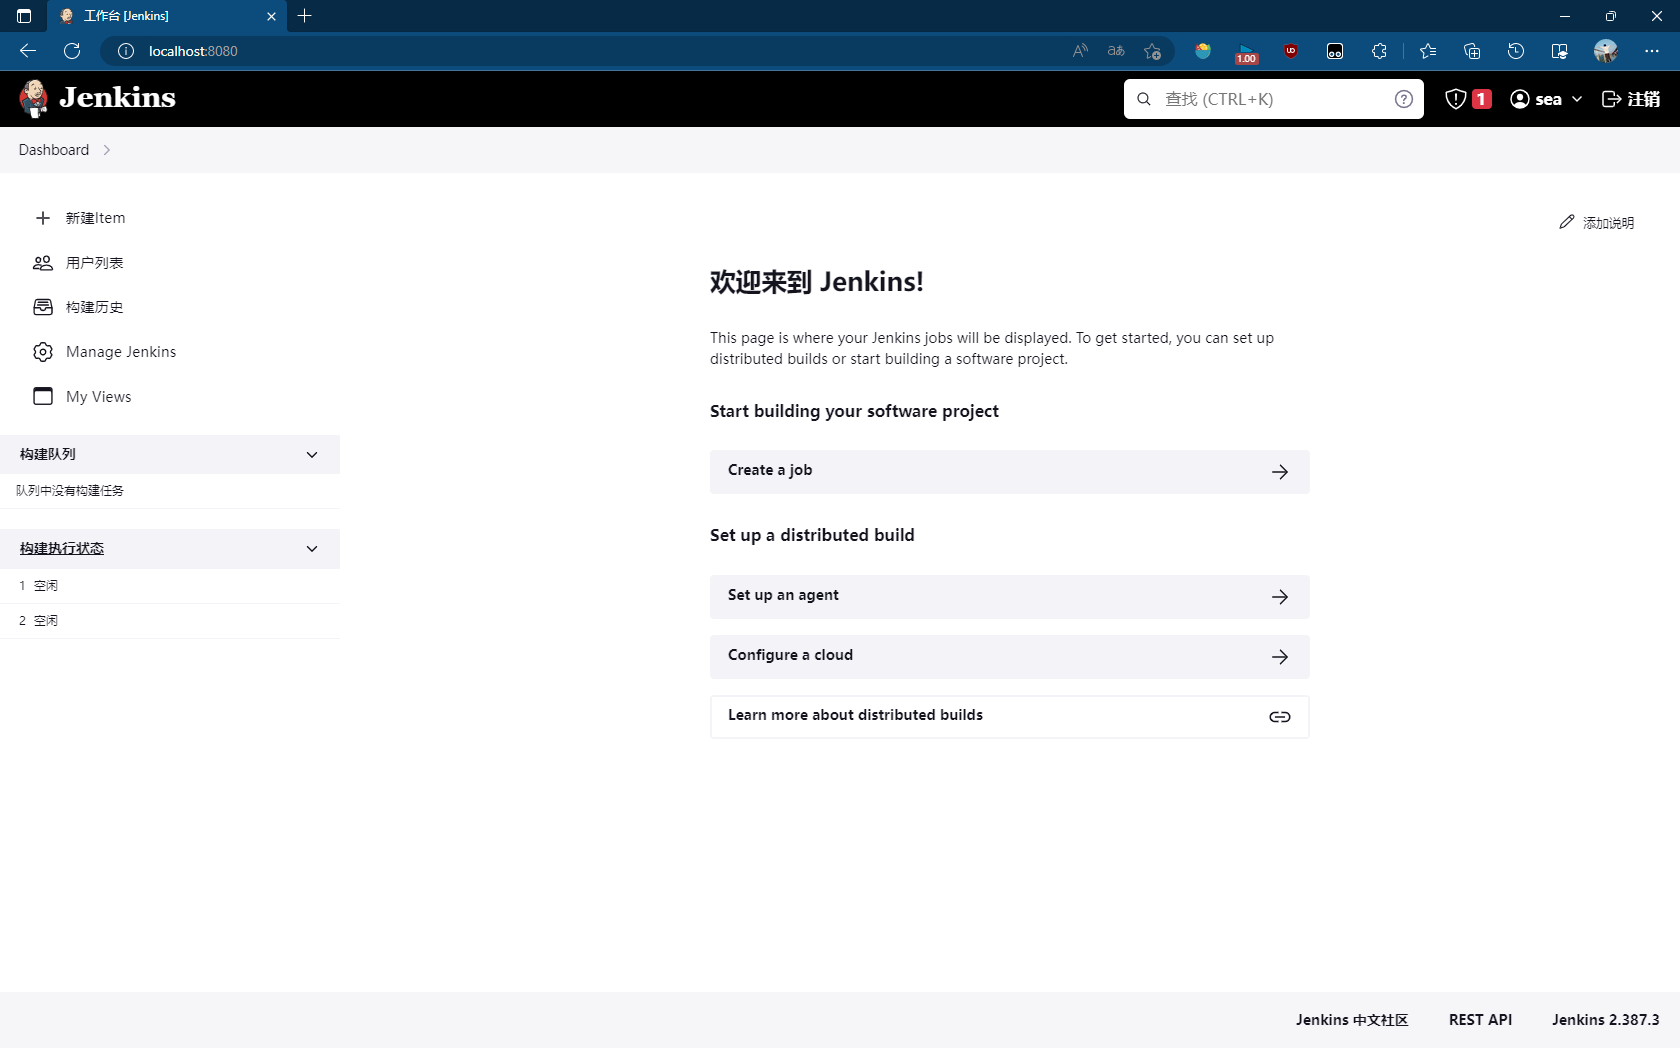 工作台 [Jenkins]
localhost:8080
1.00
Jenkins
查找 (CTRL+K)
1
sea
注销
Dashboard
新建Item
用户列表
构建历史
Manage Jenkins
My Views
构建队列
队列中没有构建任务
构建执行状态
1 空闲
2 空闲
添加说明
欢迎来到 Jenkins!
This page is where your Jenkins jobs will be displayed. To get started, you can set up
distributed builds or start building a software project.
Start building your software project
Create a job
Set up a distributed build
Set up an agent
Configure a cloud
Learn more about distributed builds
Jenkins 中文社区
REST API
Jenkins 2.387.3